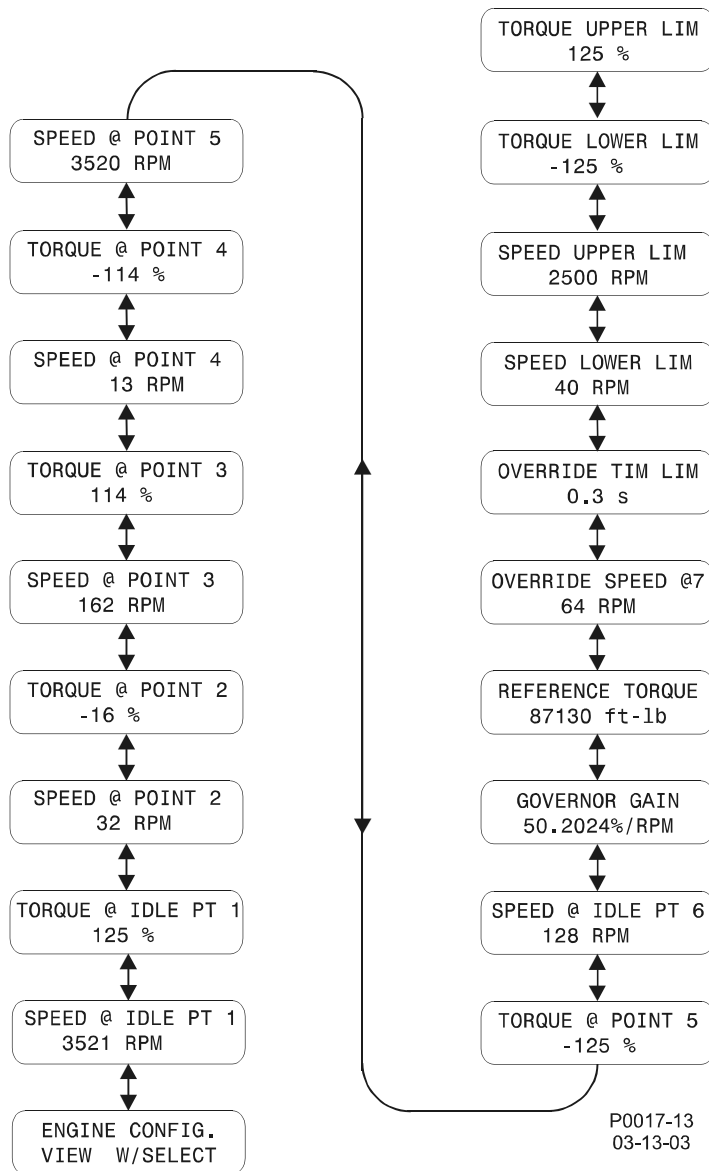 SPEED @ POINT 5
3520 RPM
TORQUE @ POINT 4
-114 %
SPEED @ POINT 4
13 RPM
TORQUE @ POINT 3
114 %
SPEED @ POINT 3
162 RPM
TORQUE @ POINT 2
-16 %
SPEED @ POINT 2
32 RPM
TORQUE @ IDLE PT 1
125 %
SPEED @ IDLE PT 1
3521 RPM
ENGINE CONFIG.
VIEW W/SELECT
TORQUE UPPER LIM
125 %
TORQUE LOWER LIM
-125 %
SPEED UPPER LIM
2500 RPM
SPEED LOWER LIM
40 RPM
OVERRIDE TIM LIM
0.3 s
OVERRIDE SPEED @7
64 RPM
REFERENCE TORQUE
87130 ft-lb
GOVERNOR GAIN
50.2024%/RPM
SPEED @ IDLE PT 6
128 RPM
TORQUE @ POINT 5
-125 %
P0017-13
03-13-03